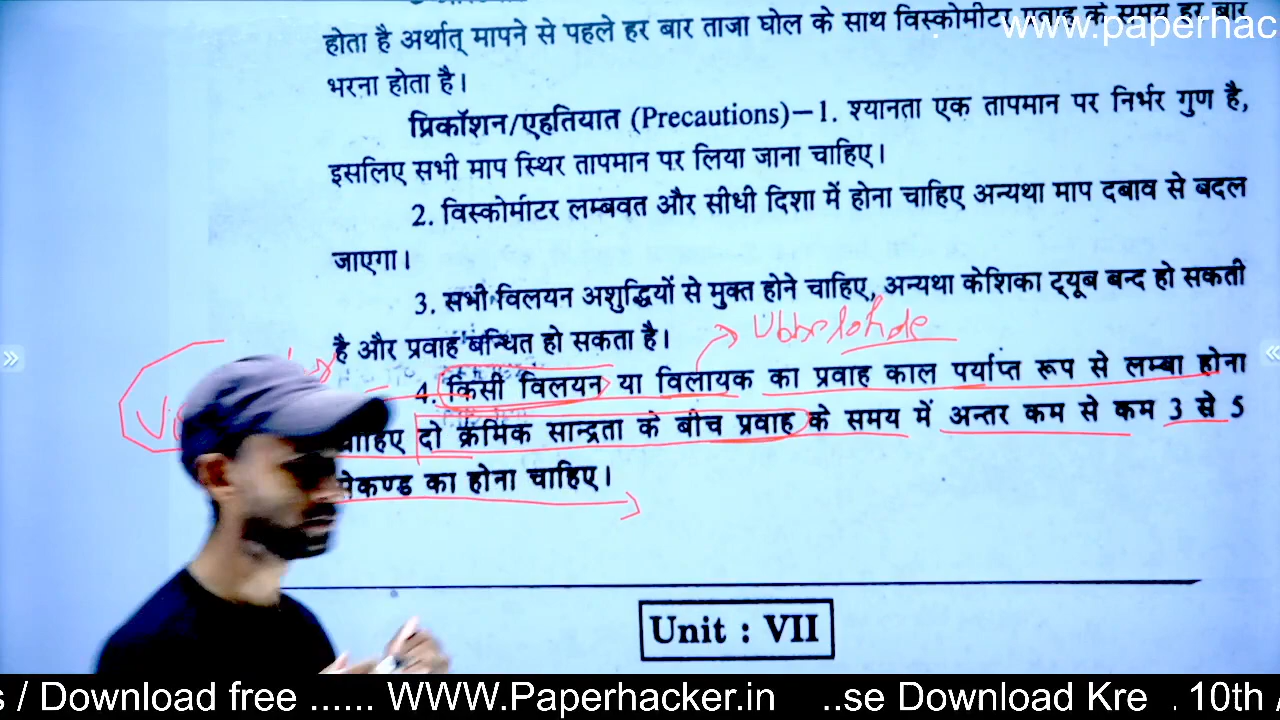 होता है अर्थात् मापने से पहले हर बार ताजा घोल के साथ विस्कोमीटर प्रवाह के समय हर बार
www.paperhac
भरना होता है।
प्रिकॉशन/एहतियात (Precautions)—1. श्यानता एक तापमान पर निर्भर गुण है,
इसलिए सभी माप स्थिर तापमान पर लिया जाना चाहिए।
2. विस्कोमीटर लम्बवत और सीधी दिशा में होना चाहिए अन्यथा माप दबाव से बदल
जाएगा।
3. सभी विलयन अशुद्धियों से मुक्त होने चाहिए, अन्यथा केशिका ट्यूब बन्द हो सकती
है और प्रवाह बन्धित हो सकता है।
4. किसी विलयन या विलायक का प्रवाह काल पर्याप्त रूप से लम्बा होना
चाहिए दो क्रमिक सान्द्रता के बीच प्रवाह के समय में अन्तर कम से कम 3 से 5
सेकण्ड का होना चाहिए।
Unit : VII
s / Download free ...... WWW.Paperhacker.in ..se Download Kre . 10th